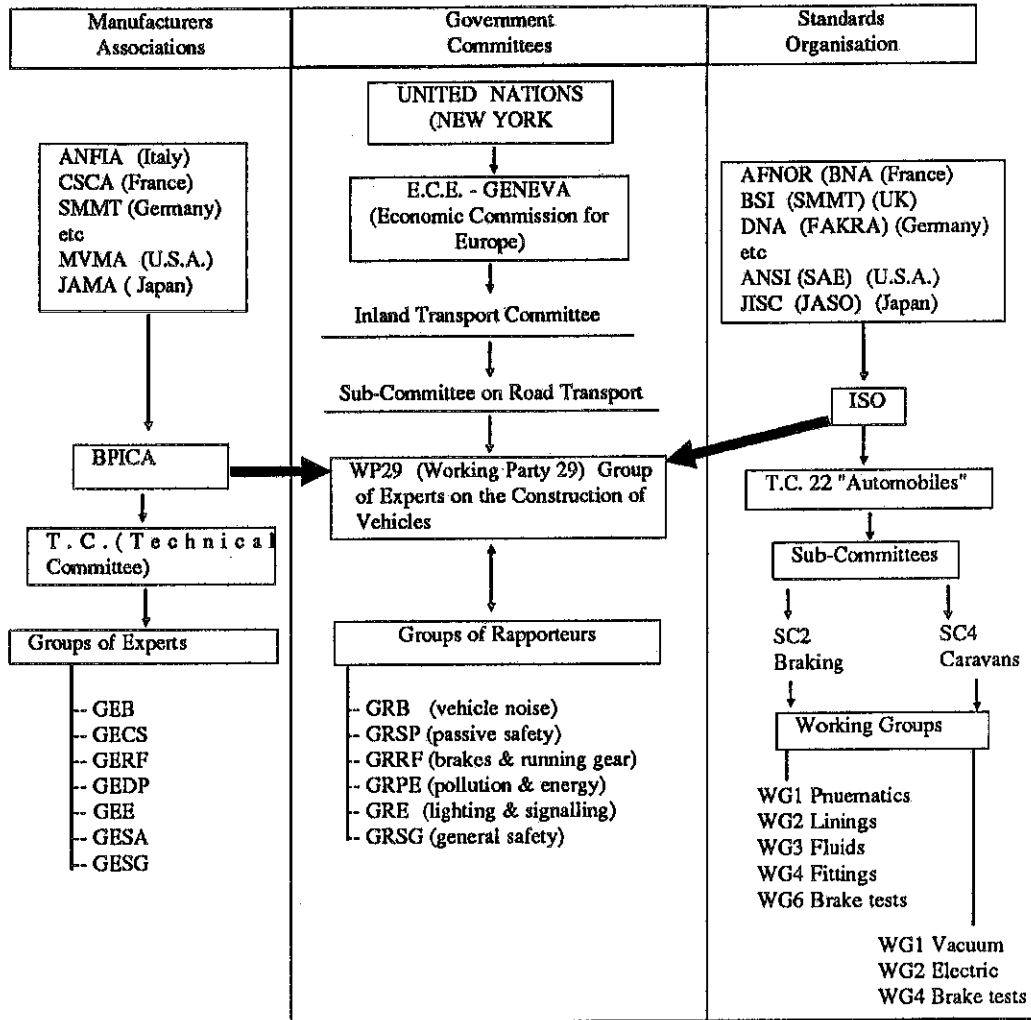 Manufacturers
Associations
Government
Committees
Standards
Organisation
ANFIA (Italy)
CSCA (France)
SMMT (Germany)
etc
MVMA (U.S.A.)
JAMA ( Japan)
BPICA
T. C. ( Technical
Committee)
Groups of Experts
GEB
GECS
GERF
GEDP
GEE
GESA
GESG
UNITED NATIONS
(NEW YORK
E.C.E. - GENEVA
(Economic Commission for
Europe)
Inland Transport Committee
Sub-Committee on Road Transport
WP29 (Working Party 29) Group
of Experts on the Construction of
Vehicles
Groups of Rapporteurs
GRB (vehicle noise)
GRSP (passive safety)
GRRF (brakes & running gear)
GRPE (pollution & energy)
GRE (lighting & signalling)
GRSG (general safety)
AFNOR (BNA (France)
BSI (SMMT) (UK)
DNA (FAKRA) (Germany)
etc
ANSI (SAE) (U.S.A.)
JISC (JASO) (Japan)
ISO
T.C. 22 "Automobiles"
Sub-Committees
SC2
Braking
SC4
Caravans
Working Groups
WG1 Pnuematics
WG2 Linings
WG3 Fluids
WG4 Fittings
WG6 Brake tests
WG1 Vacuum
WG2 Electric
WG4 Brake tests